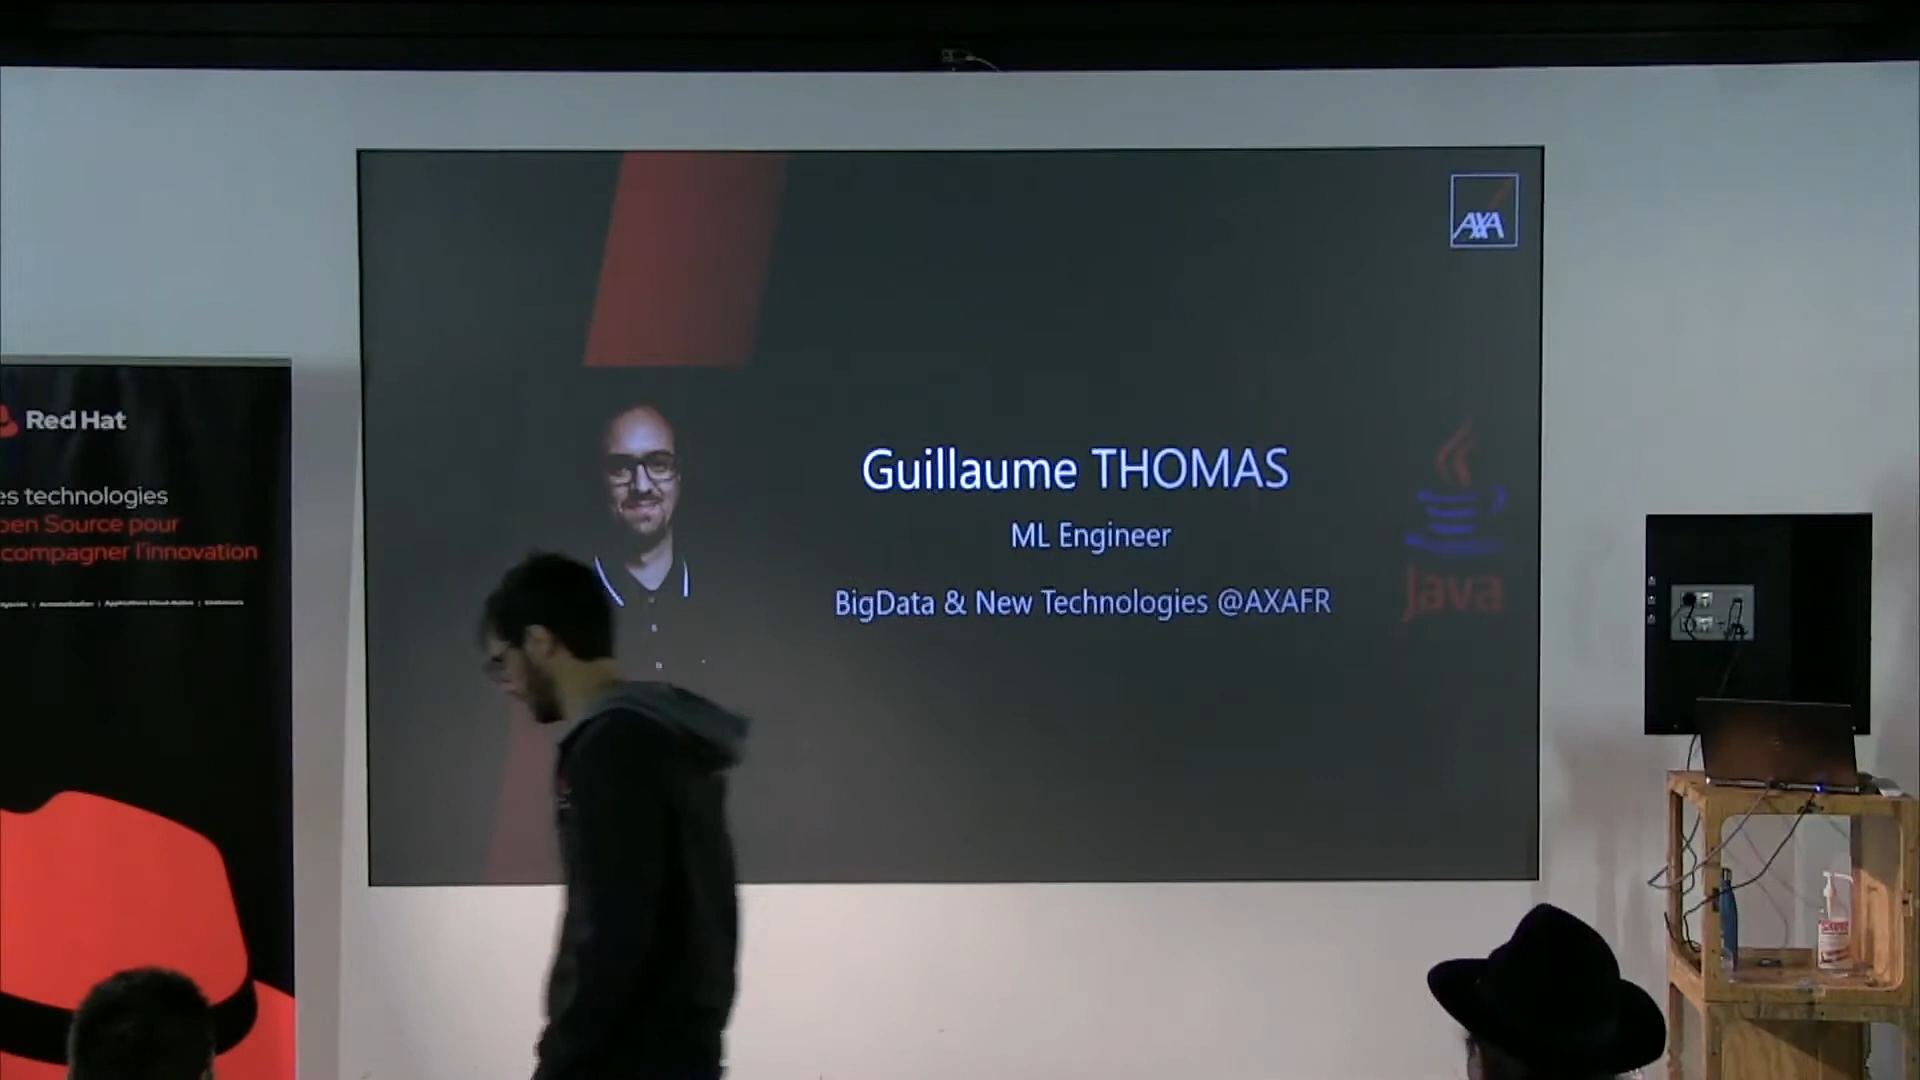 AXA
Guillaume THOMAS
ML Engineer
BigData & New Technologies @AXAFR
Java
Red Hat
es technologies
pen Source pour
compagner l'innovation